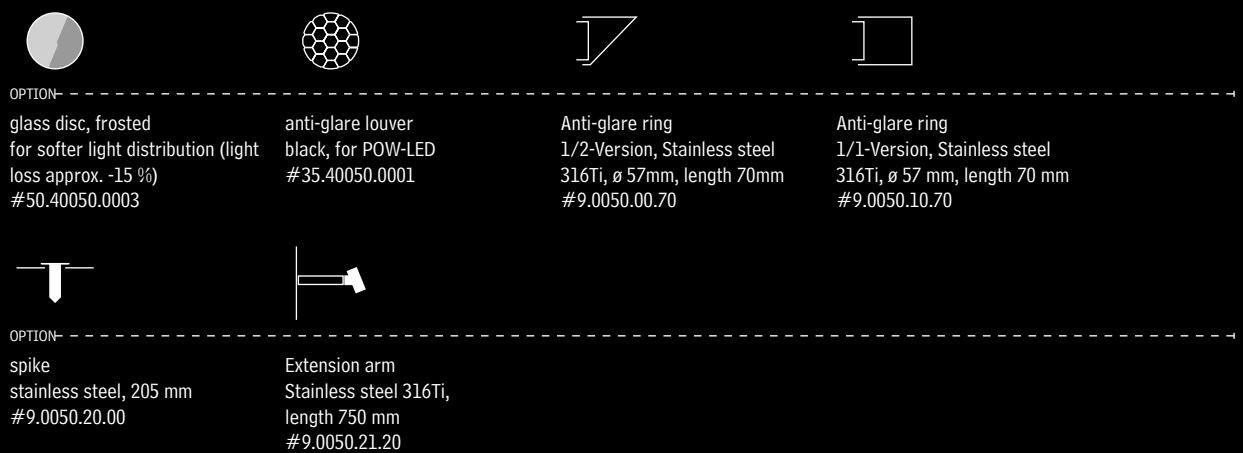 OPTION
glass disc, frosted
for softer light distribution (light
loss approx. -15 %)
#50.40050.0003
anti-glare louver
black, for POW-LED
#35.40050.0001
Anti-glare ring
1/2-Version, Stainless steel
316Ti, ø 57mm, length 70mm
#9.0050.00.70
Anti-glare ring
1/1-Version, Stainless steel
316Ti, ø 57 mm, length 70 mm
#9.0050.10.70
OPTION
spike
stainless steel, 205 mm
#9.0050.20.00
Extension arm
Stainless steel 316Ti,
length 750 mm
#9.0050.21.20